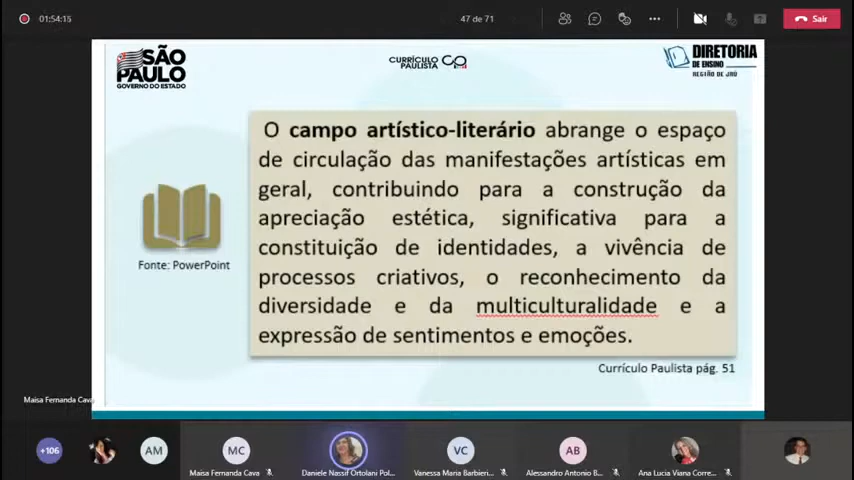 01:54:15
47 de 71
Sair
SÃO
PAULO
GOVERNO DO ESTADO
CURRÍCULO
PAULISTA
DIRETORIA
DE ENSINO
REGIÃO DE JAÚ
O campo artístico-literário abrange o espaço
de circulação das manifestações artísticas em
geral, contribuindo para a construção da
apreciação estética, significativa para a
constituição de identidades, a vivência de
processos criativos, o reconhecimento da
diversidade e da multiculturalidade e a
expressão de sentimentos e emoções.
Fonte: PowerPoint
Currículo Paulista pág. 51
Maisa Fernanda Cava
+106
AM
MC
VC
AB
Maisa Fernanda Cava
Daniele Nassif Ortolani Pol...
Vanessa Maria Barbieri...
Alessandro Antonio B...
Ana Lucia Viana Corre...